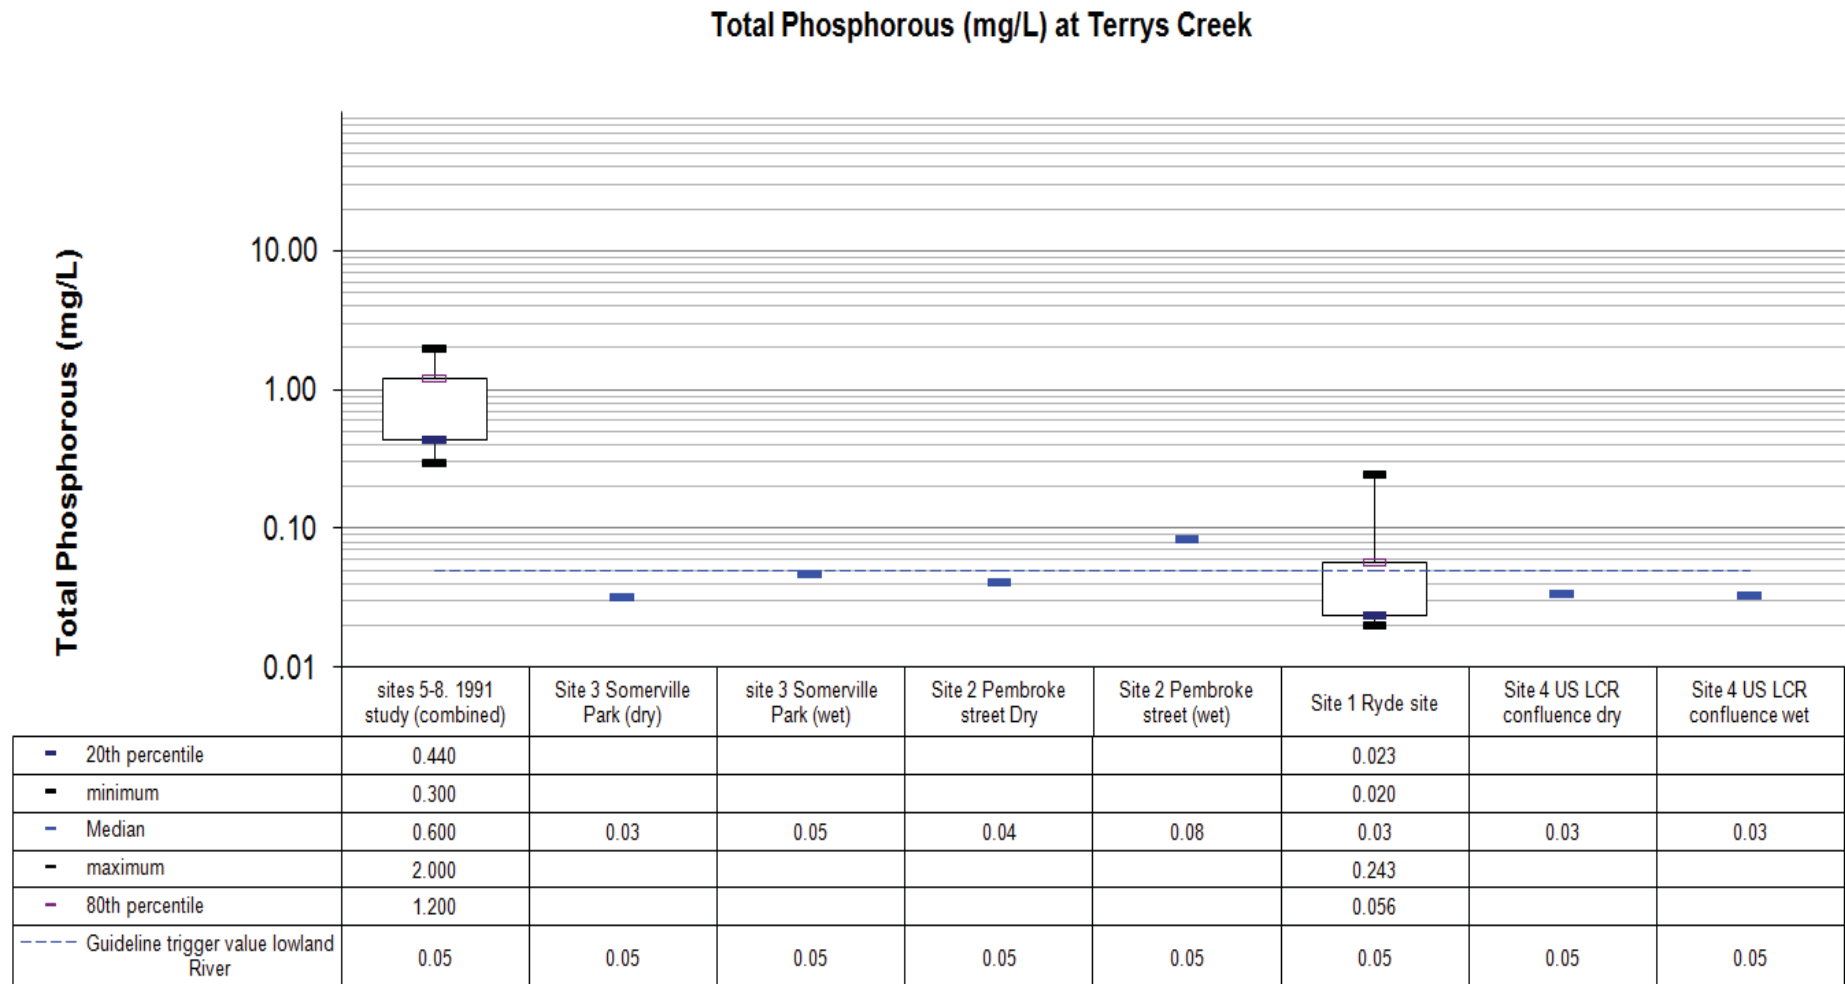 Total Phosphorous (mg/L) at Terrys Creek
Total Phosphorous (mg/L)
10.00
1.00
0.10
0.01
sites 5-8. 1991 study (combined)
Site 3 Somerville Park (dry)
site 3 Somerville Park (wet)
Site 2 Pembroke street Dry
Site 2 Pembroke street (wet)
Site 1 Ryde site
Site 4 US LCR confluence dry
Site 4 US LCR confluence wet
20th percentile 0.440 0.023
minimum 0.300 0.020
Median 0.600 0.03 0.05 0.04 0.08 0.03 0.03 0.03
maximum 2.000 0.243
80th percentile 1.200 0.056
Guideline trigger value lowland River 0.05 0.05 0.05 0.05 0.05 0.05 0.05 0.05